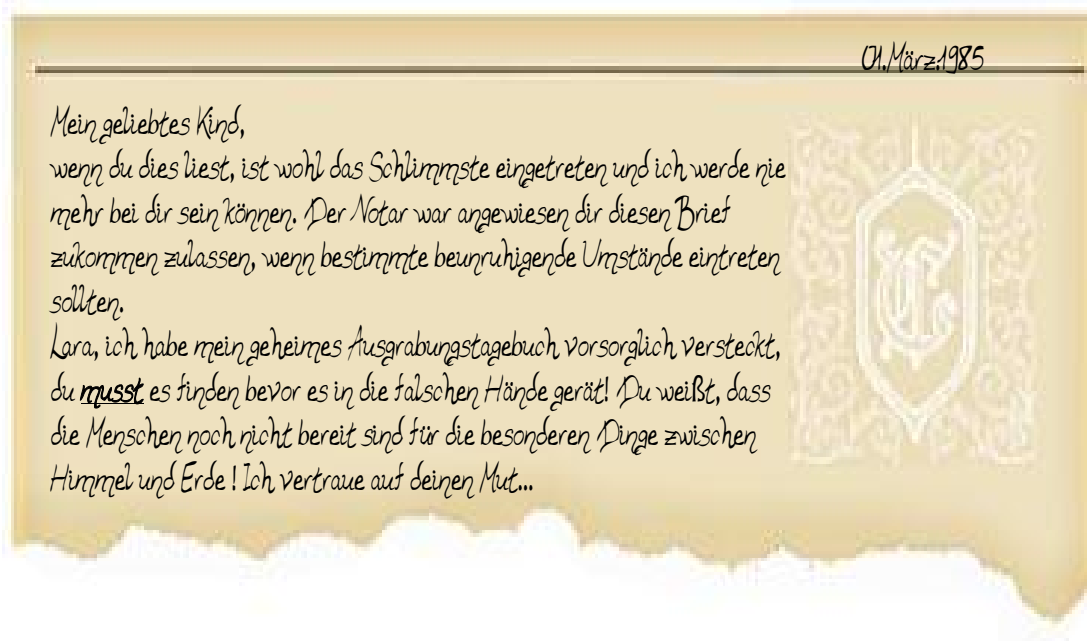 01.März.1985
Mein geliebtes Kind,
wenn du dies liest, ist wohl das Schlimmste eingetreten und ich werde nie
mehr bei dir sein können. Der Notar war angewiesen dir diesen Brief
zukommen zulassen, wenn bestimmte beunruhigende Umstände eintreten
sollten.
Lara, ich habe mein geheimes Ausgrabungstagebuch vorsorglich versteckt,
du musst es finden bevor es in die falschen Hände gerät! Du weißt, dass
die Menschen noch nicht bereit sind für die besonderen Dinge zwischen
Himmel und Erde ! Ich vertraue auf deinen Mut...